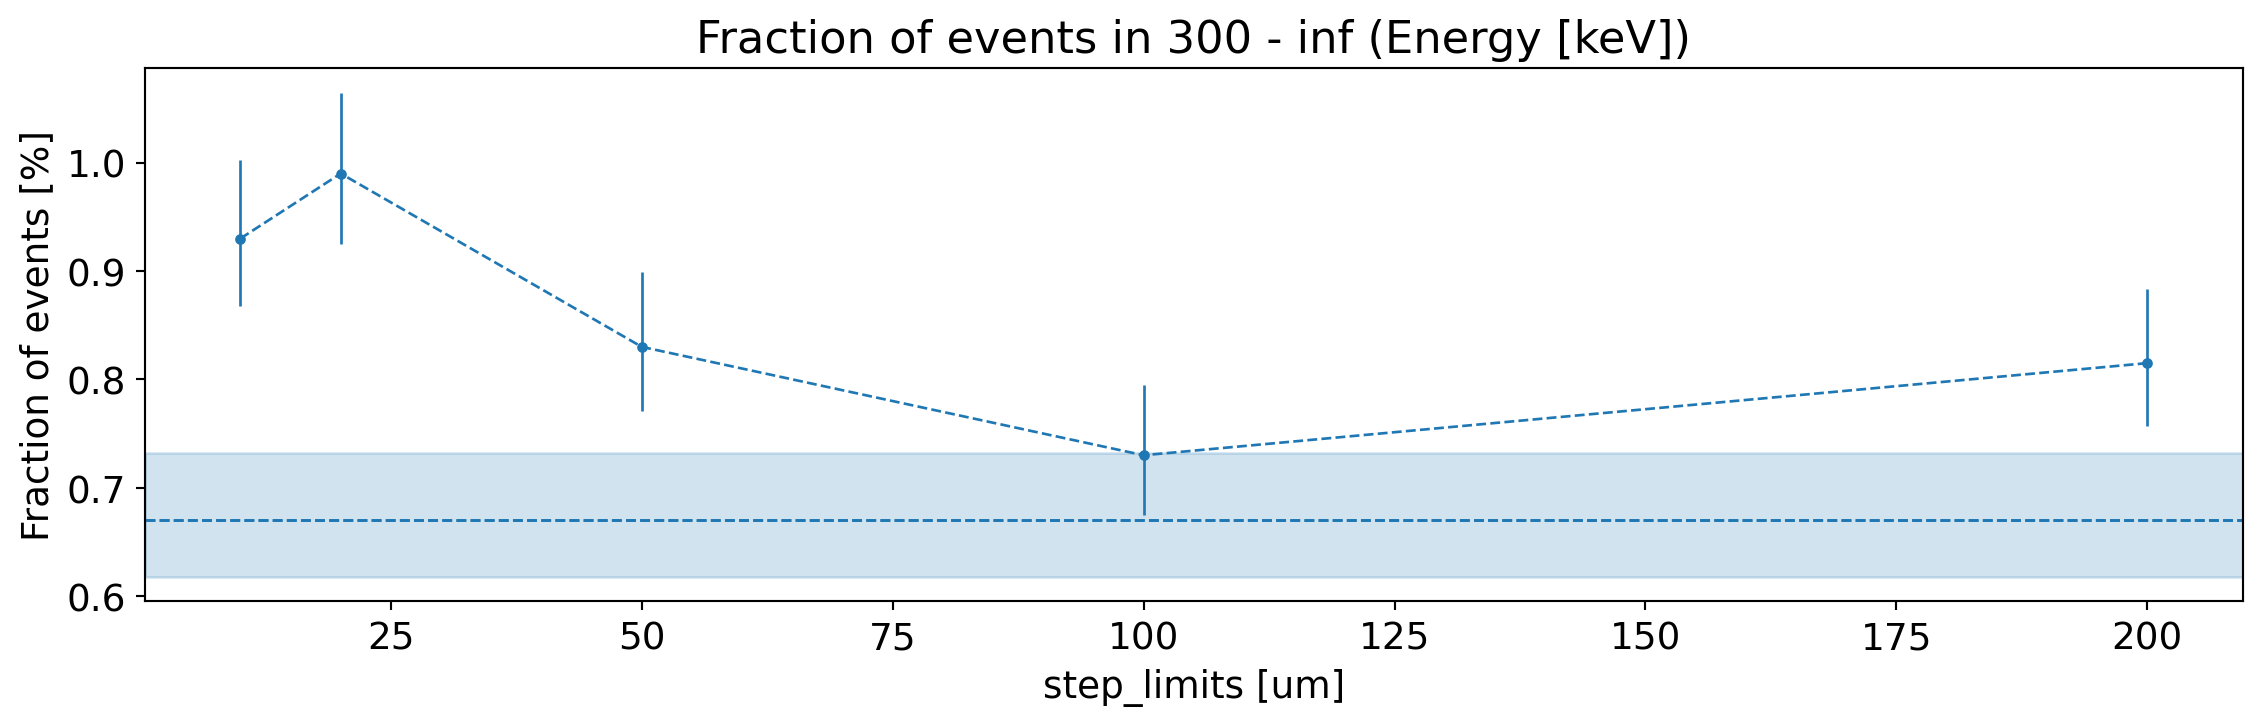 Fraction of events in 300 - inf (Energy [keV])
Fraction of events [%]
1.0
0.9
0.8
0.7
0.6
25 50 75 100 125 150 175 200
step_limits [um]